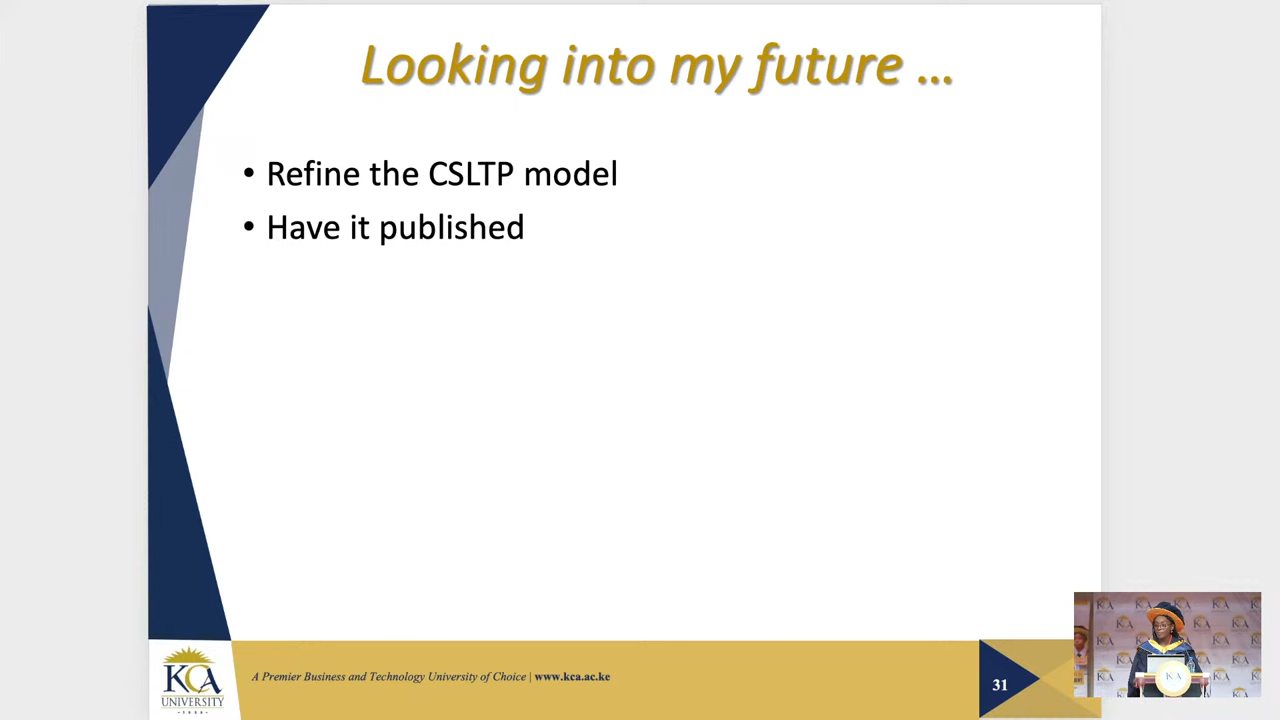 Looking into my future ...
• Refine the CSLTP model
• Have it published
KCA
UNIVERSITY
A Premier Business and Technology University of Choice | www.kca.ac.ke
31
KCA